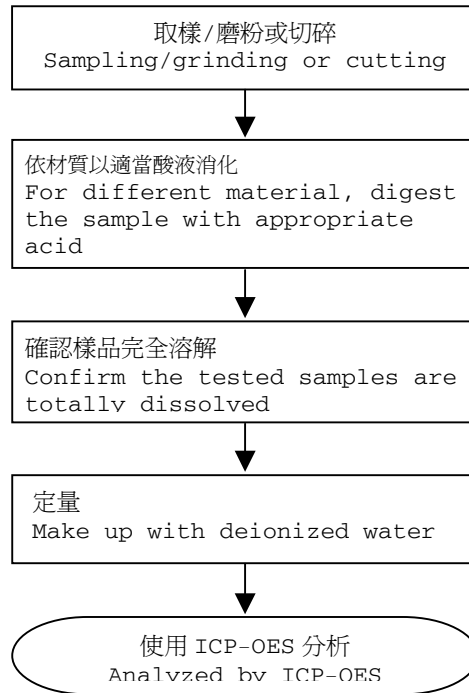 取樣/磨粉或切碎
Sampling/grinding or cutting
依材質以適當酸液消化
For different material, digest
the sample with appropriate
acid
確認樣品完全溶解
Confirm the tested samples are
totally dissolved
定量
Make up with deionized water
使用 ICP-OES 分析
Analyzed by ICP-OES